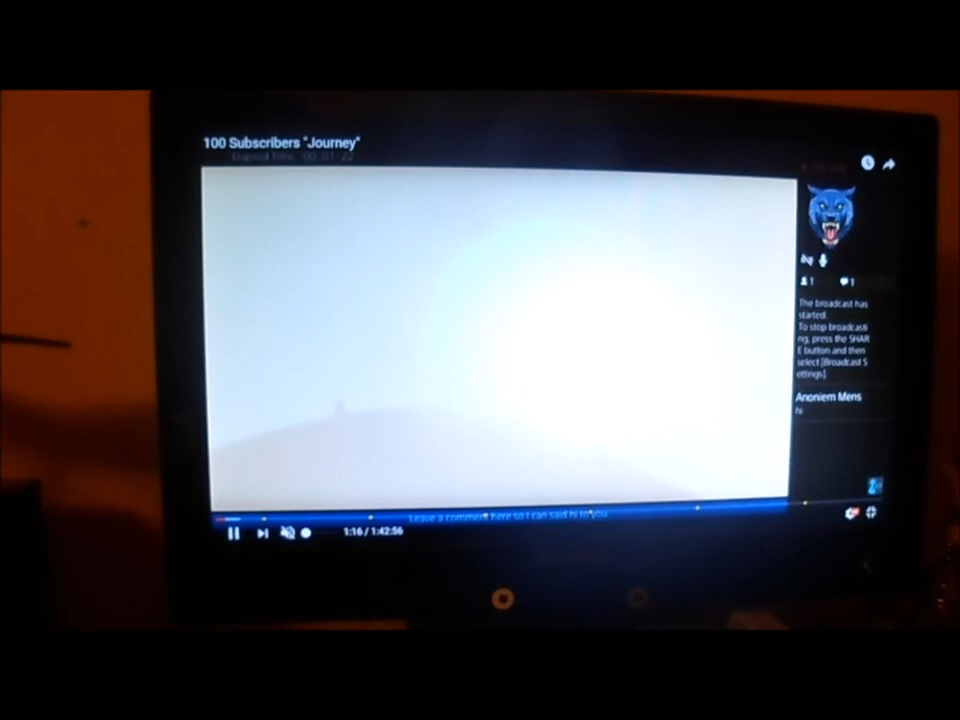 100 Subscribers "Journey"
Elapsed Time 00:01:22
1
1
The broadcast has
started.
To stop broadcasti
ng, press the SHAR
E button and then
select [Broadcast S
ettings].
Anoniem Mens
hi
Leave a comment here so I can said hi to you
1:16 / 1:42:56